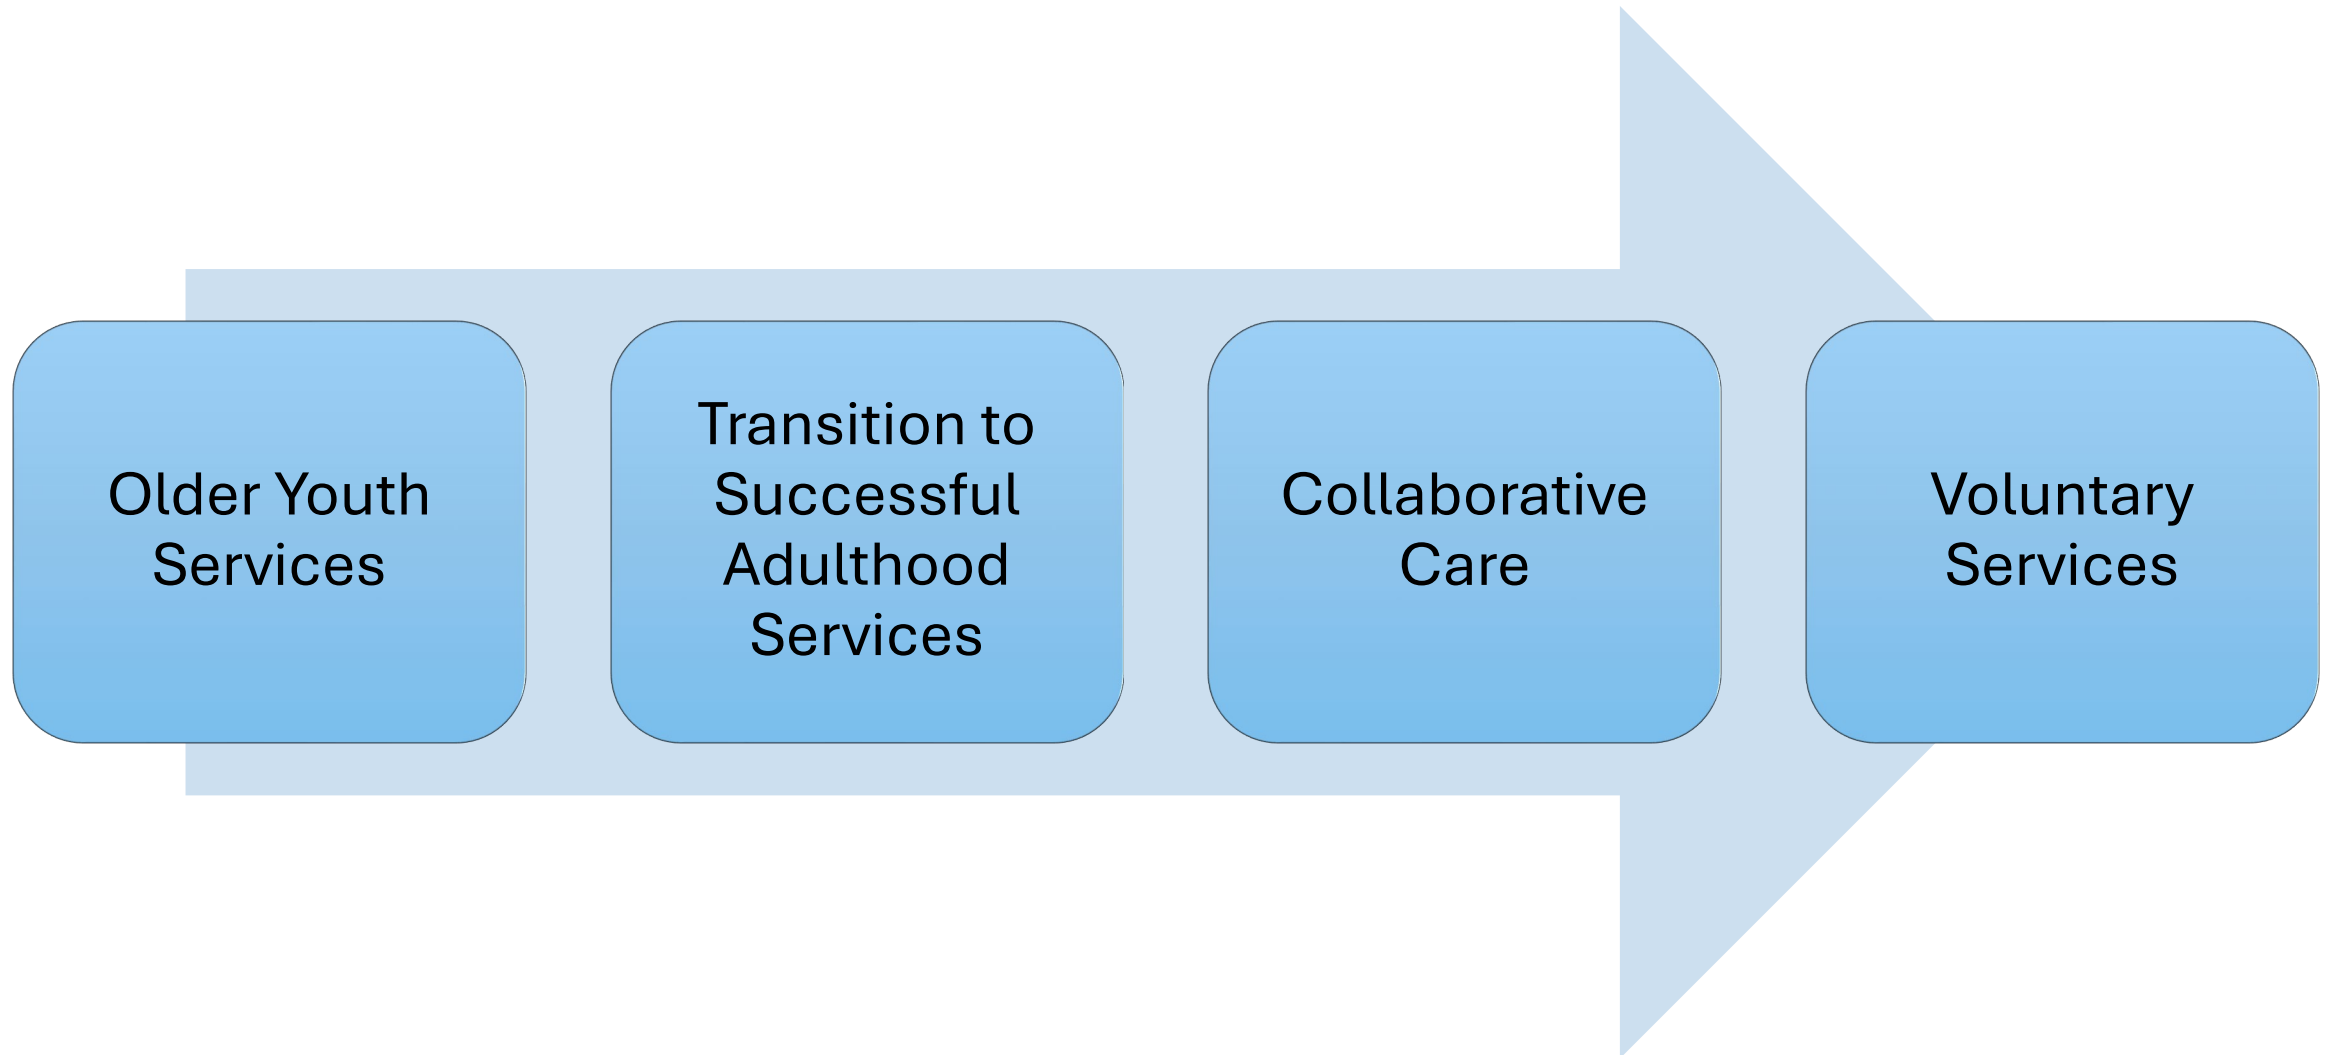 Older Youth
Services
Transition to
Successful
Adulthood
Services
Collaborative
Care
Voluntary
Services